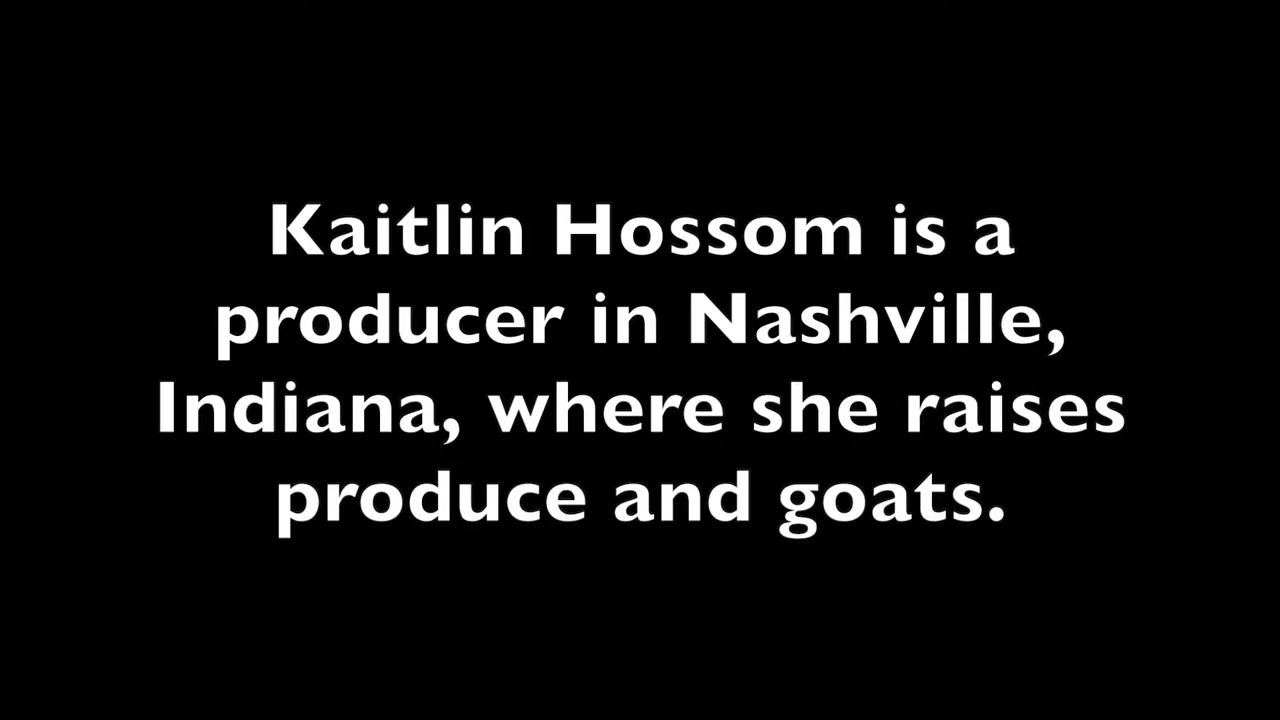 Kaitlin Hossom is a
producer in Nashville,
Indiana, where she raises
produce and goats.